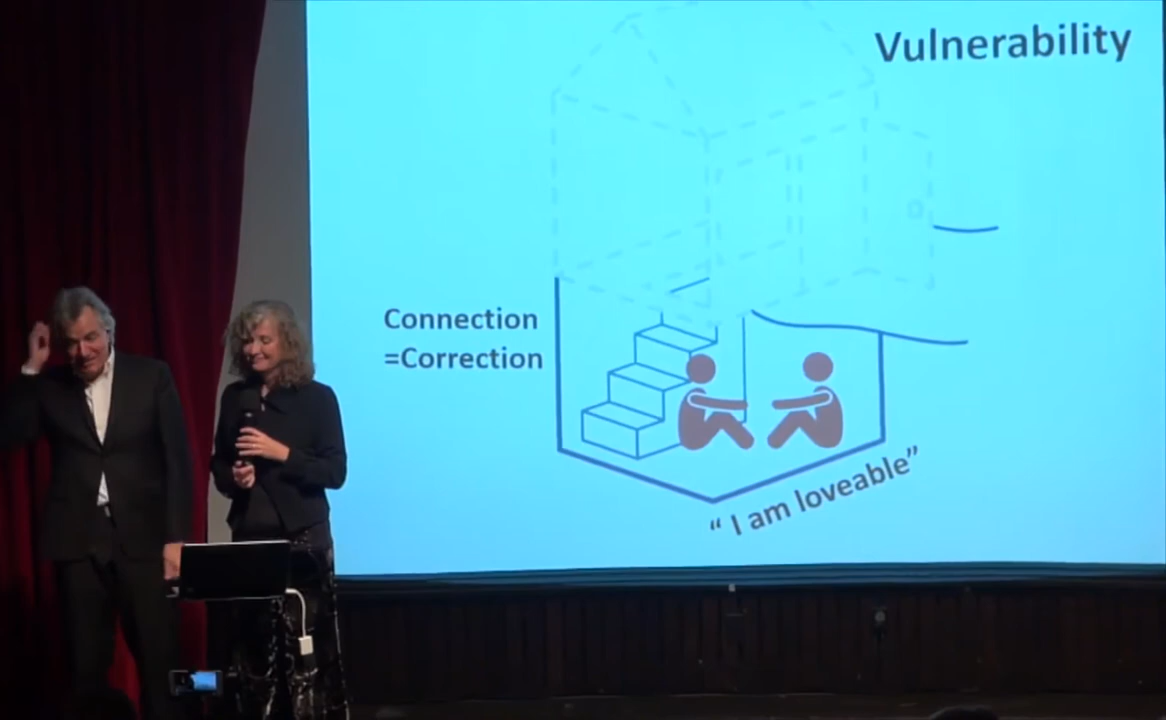 Vulnerability
Connection
=Correction
“ I am loveable”